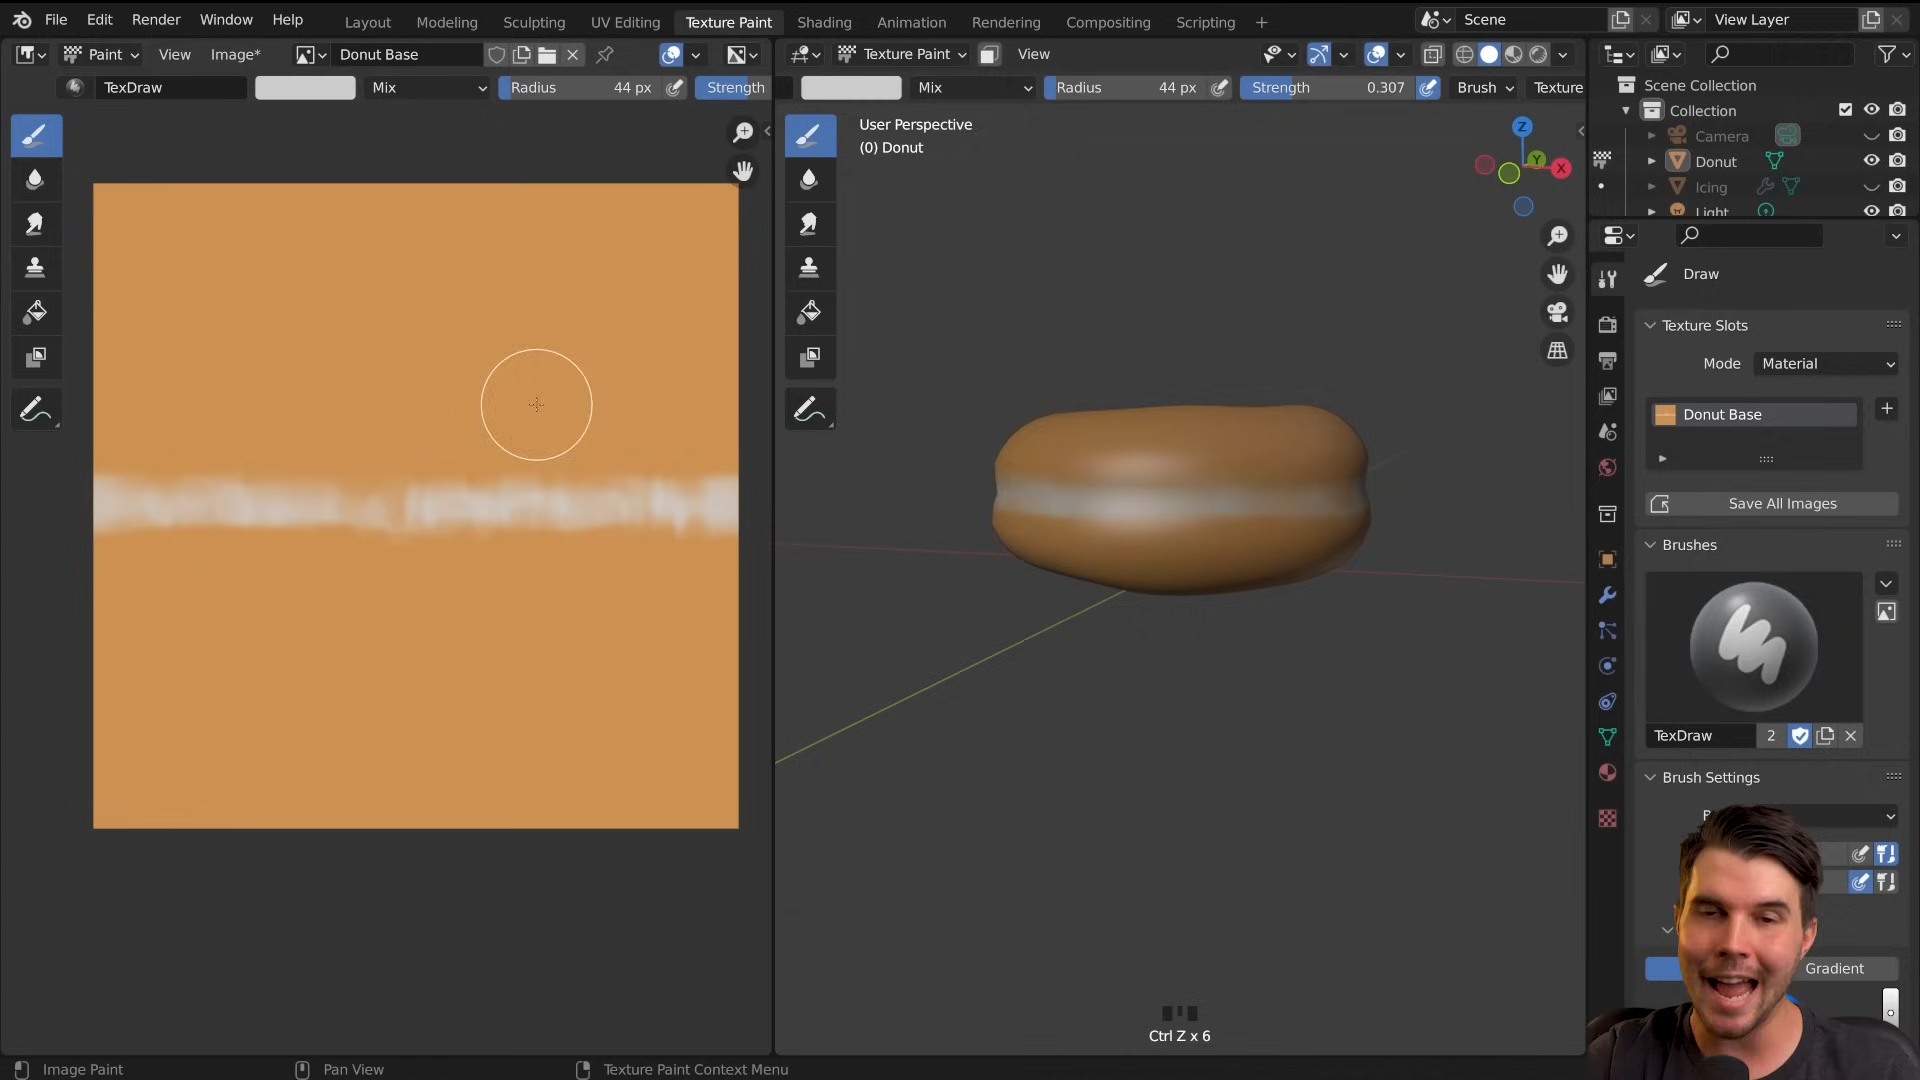 File Edit Render Window Help Layout Modeling Sculpting UV Editing Texture Paint Shading Animation Rendering Compositing Scripting + Scene View Layer
Paint View Image* Donut Base Texture Paint View
TexDraw Mix Radius 44 px Strength Mix Radius 44 px Strength 0.307 Brush Texture
User Perspective
(0) Donut
Z
Y
X
Scene Collection
Collection
Camera
Donut
Icing
Light
Draw
Texture Slots
Mode Material
Donut Base
Save All Images
Brushes
TexDraw 2
Brush Settings
Gradient
Ctrl Z x 6
Image Paint Pan View Texture Paint Context Menu